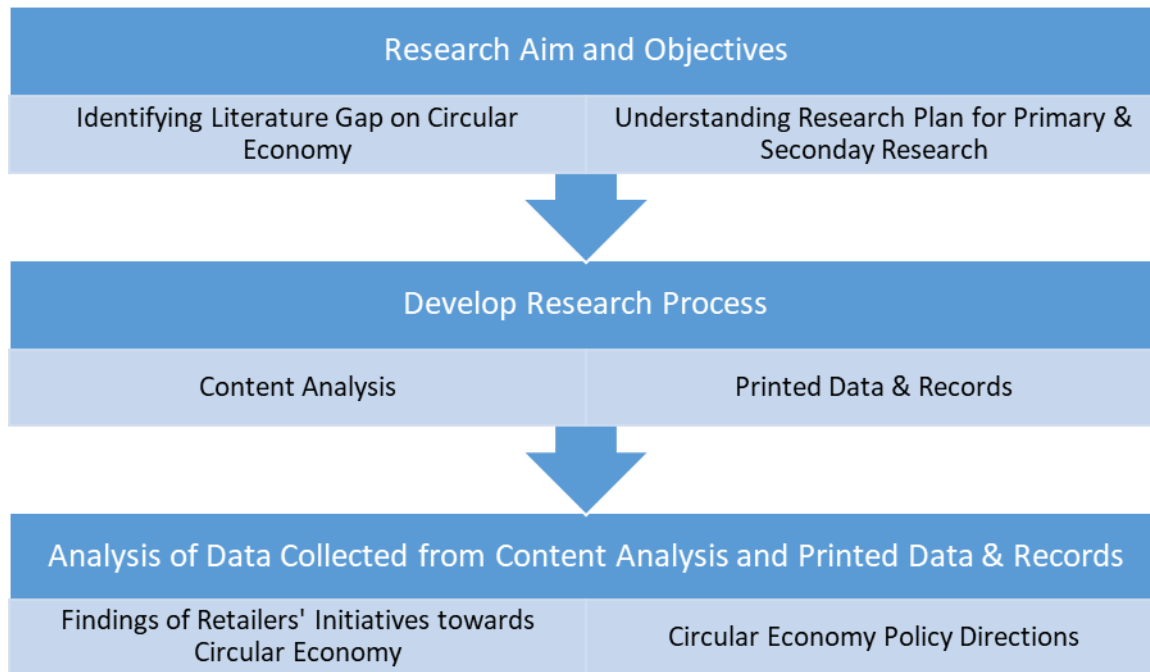 Research Aim and Objectives
Identifying Literature Gap on Circular
Economy
Understanding Research Plan for Primary &
Seconday Research
Develop Research Process
Content Analysis
Printed Data & Records
Analysis of Data Collected from Content Analysis and Printed Data & Records
Findings of Retailers' Initiatives towards
Circular Economy
Circular Economy Policy Directions